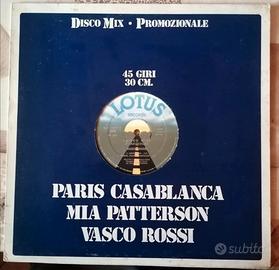 DISCO MIX • PROMOZIONALE
45 GIRI
30 CM.
LOTUS
RECORDS
PARIS CASABLANCA
MIA PATTERSON
VASCO ROSSI
subito